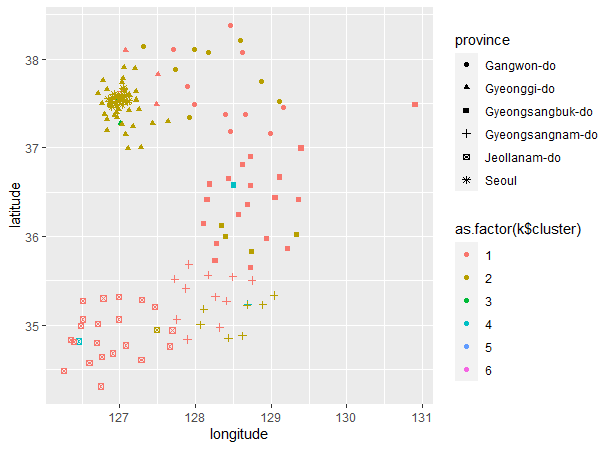 38
37
36
35
latitude
127
128
129
130
131
longitude
province
Gangwon-do
Gyeonggi-do
Gyeongsangbuk-do
Gyeongsangnam-do
Jeollanam-do
Seoul
as.factor(k$cluster)
1
2
3
4
5
6